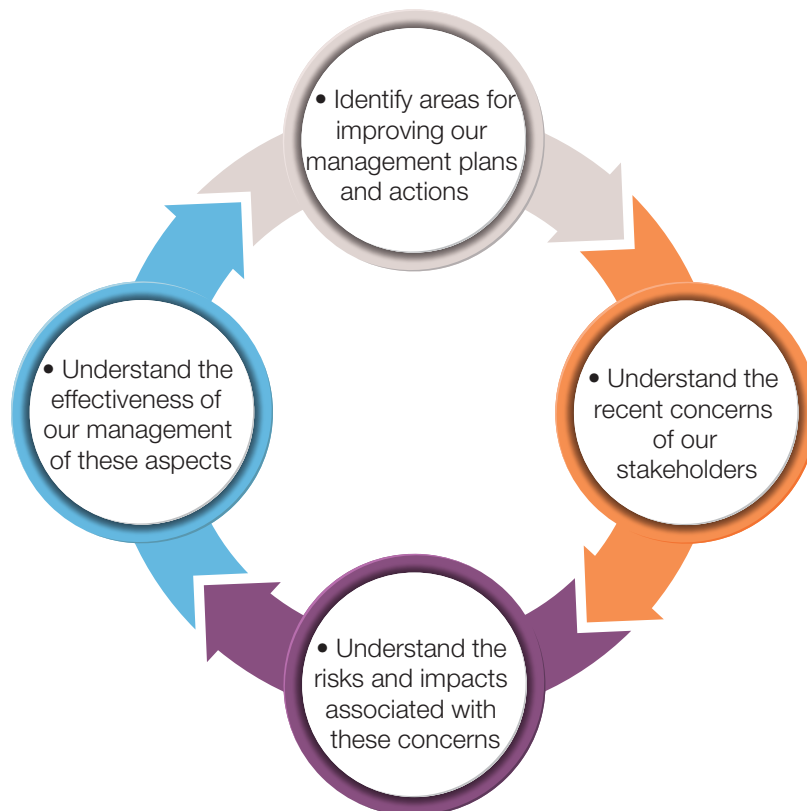 • Identify areas for
improving our
management plans
and actions
• Understand the
recent concerns
of our
stakeholders
• Understand the
risks and impacts
associated with
these concerns
• Understand the
effectiveness of
our management
of these aspects